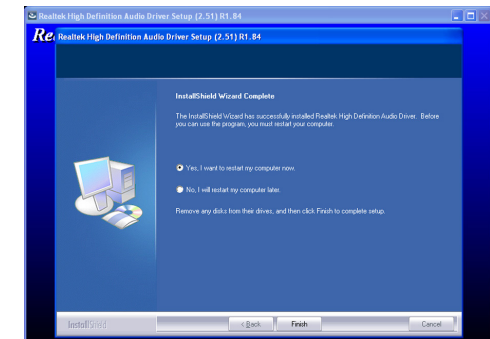 Realtek High Definition Audio Driver Setup (2.51) R1.84
Re
Realtek High Definition Audio Driver Setup (2.51) R1.84
InstallShield Wizard Complete
The InstallShield Wizard has successfully installed Realtek High Definition Audio Driver. Before
you can use the program, you must restart your computer.
Yes, I want to restart my computer now.
No, I will restart my computer later.
Remove any disks from their drives, and then click Finish to complete setup.
InstallShield
< Back
Finish
Cancel